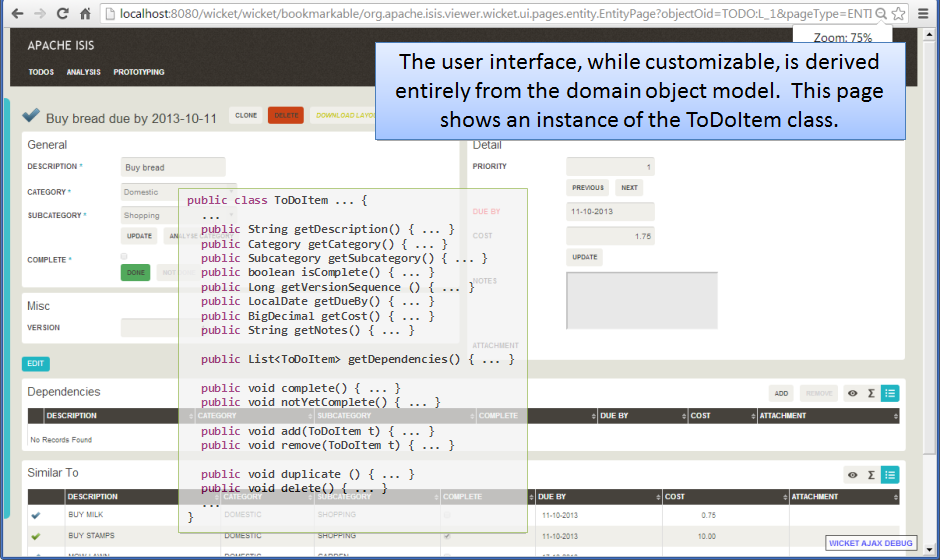 localhost:8080/wicket/wicket/bookmarkable/org.apache.isis.viewer.wicket.ui.pages.entity.EntityPage?objectOid=TODO:L_1&pageType=ENTI
Zoom: 75%
APACHE ISIS
TODOS ANALYSIS PROTOTYPING
The user interface, while customizable, is derived
entirely from the domain object model. This page
shows an instance of the ToDoItem class.
Buy bread due by 2013-10-11 CLONE DELETE DOWNLOAD LAYOU
General
DESCRIPTION * Buy bread
CATEGORY * Domestic
SUBCATEGORY * Shopping
UPDATE ANALYSE CATEGORY
COMPLETE *
DONE NOT
Misc
VERSION
EDIT
Detail
PRIORITY 1
PREVIOUS NEXT
DUE BY 11-10-2013
COST 1.75
UPDATE
NOTES
ATTACHMENT
public class ToDoItem ... {
...
public String getDescription() { ... }
public Category getCategory() { ... }
public Subcategory getSubcategory() { ... }
public boolean isComplete() { ... }
public Long getVersionSequence () { ... }
public LocalDate getDueBy() { ... }
public BigDecimal getCost() { ... }
public String getNotes() { ... }
public List<ToDoItem> getDependencies() { ... }
public void complete() { ... }
public void notYetComplete() { ... }
public void add(ToDoItem t) { ... }
public void remove(ToDoItem t) { ... }
public void duplicate () { ... }
public void delete() { ... }
...
}
Dependencies ADD REMOVE Σ
DESCRIPTION CATEGORY SUBCATEGORY COMPLETE DUE BY COST ATTACHMENT
No Records Found
Similar To Σ
DESCRIPTION CATEGORY SUBCATEGORY COMPLETE DUE BY COST ATTACHMENT
BUY MILK DOMESTIC SHOPPING 11-10-2013 0.75
BUY STAMPS DOMESTIC SHOPPING 11-10-2013 10.00
MOW LAWN DOMESTIC GARDEN
WICKET AJAX DEBUG